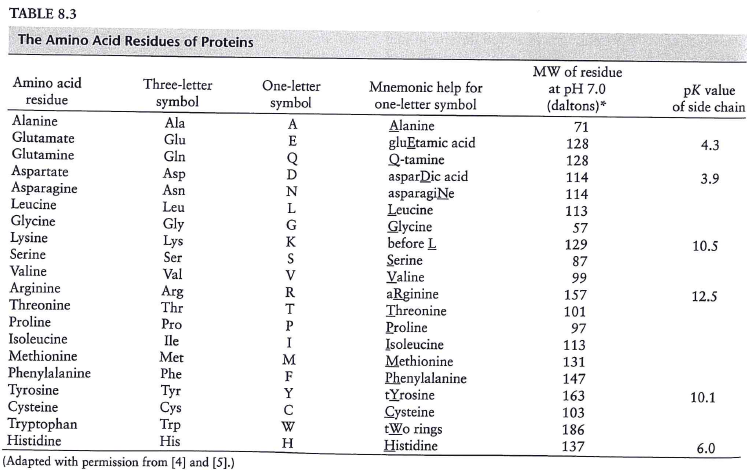 TABLE 8.3
The Amino Acid Residues of Proteins
MW of residue
Amino acid Three-letter One-letter Mnemonic help for at pH 7.0 pK value
residue symbol symbol one-letter symbol (daltons)* of side chain
Alanine Ala A Alanine 71
Glutamate Glu E gluEtamic acid 128 4.3
Glutamine Gln Q Q-tamine 128
Aspartate Asp D asparDic acid 114 3.9
Asparagine Asn N asparagiNe 114
Leucine Leu L Leucine 113
Glycine Gly G Glycine 57
Lysine Lys K before L 129 10.5
Serine Ser S Serine 87
Valine Val V Valine 99
Arginine Arg R aRginine 157 12.5
Threonine Thr T Threonine 101
Proline Pro P Proline 97
Isoleucine Ile I Isoleucine 113
Methionine Met M Methionine 131
Phenylalanine Phe F Phenylalanine 147
Tyrosine Tyr Y tYrosine 163 10.1
Cysteine Cys C Cysteine 103
Tryptophan Trp W tWo rings 186
Histidine His H Histidine 137 6.0
(Adapted with permission from [4] and [5].)